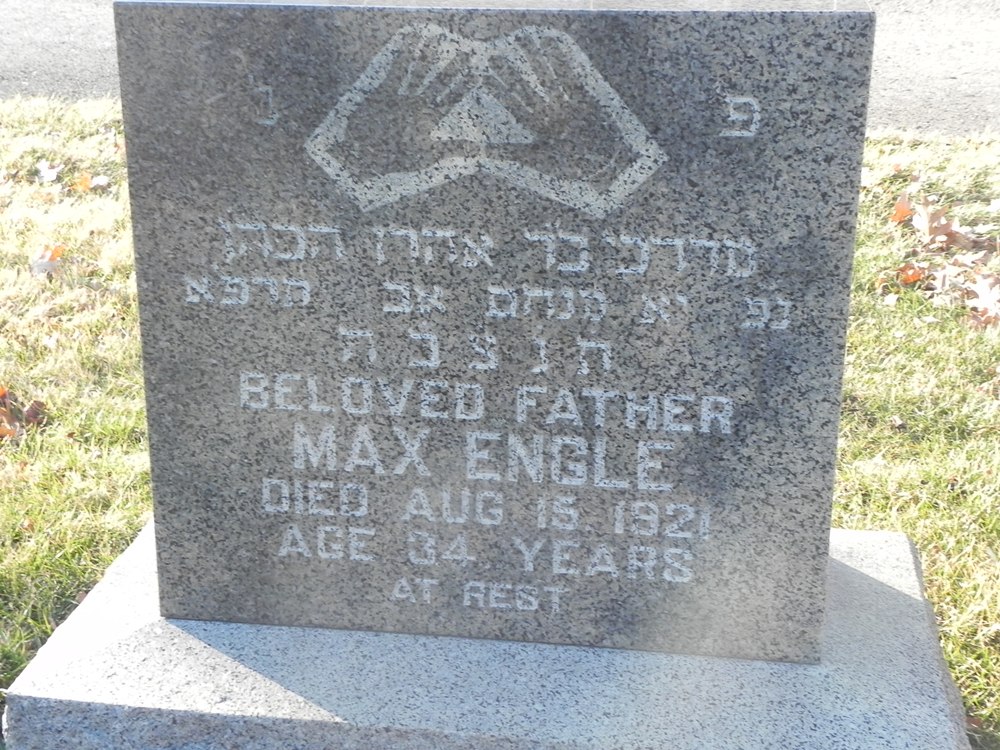 פ נ
מרדכי בר אהרן הכהן
נפ יא מנחם אב תרפא
ת נ צ ב ה
BELOVED FATHER
MAX ENGLE
DIED AUG 15 1921
AGE 34 YEARS
AT REST